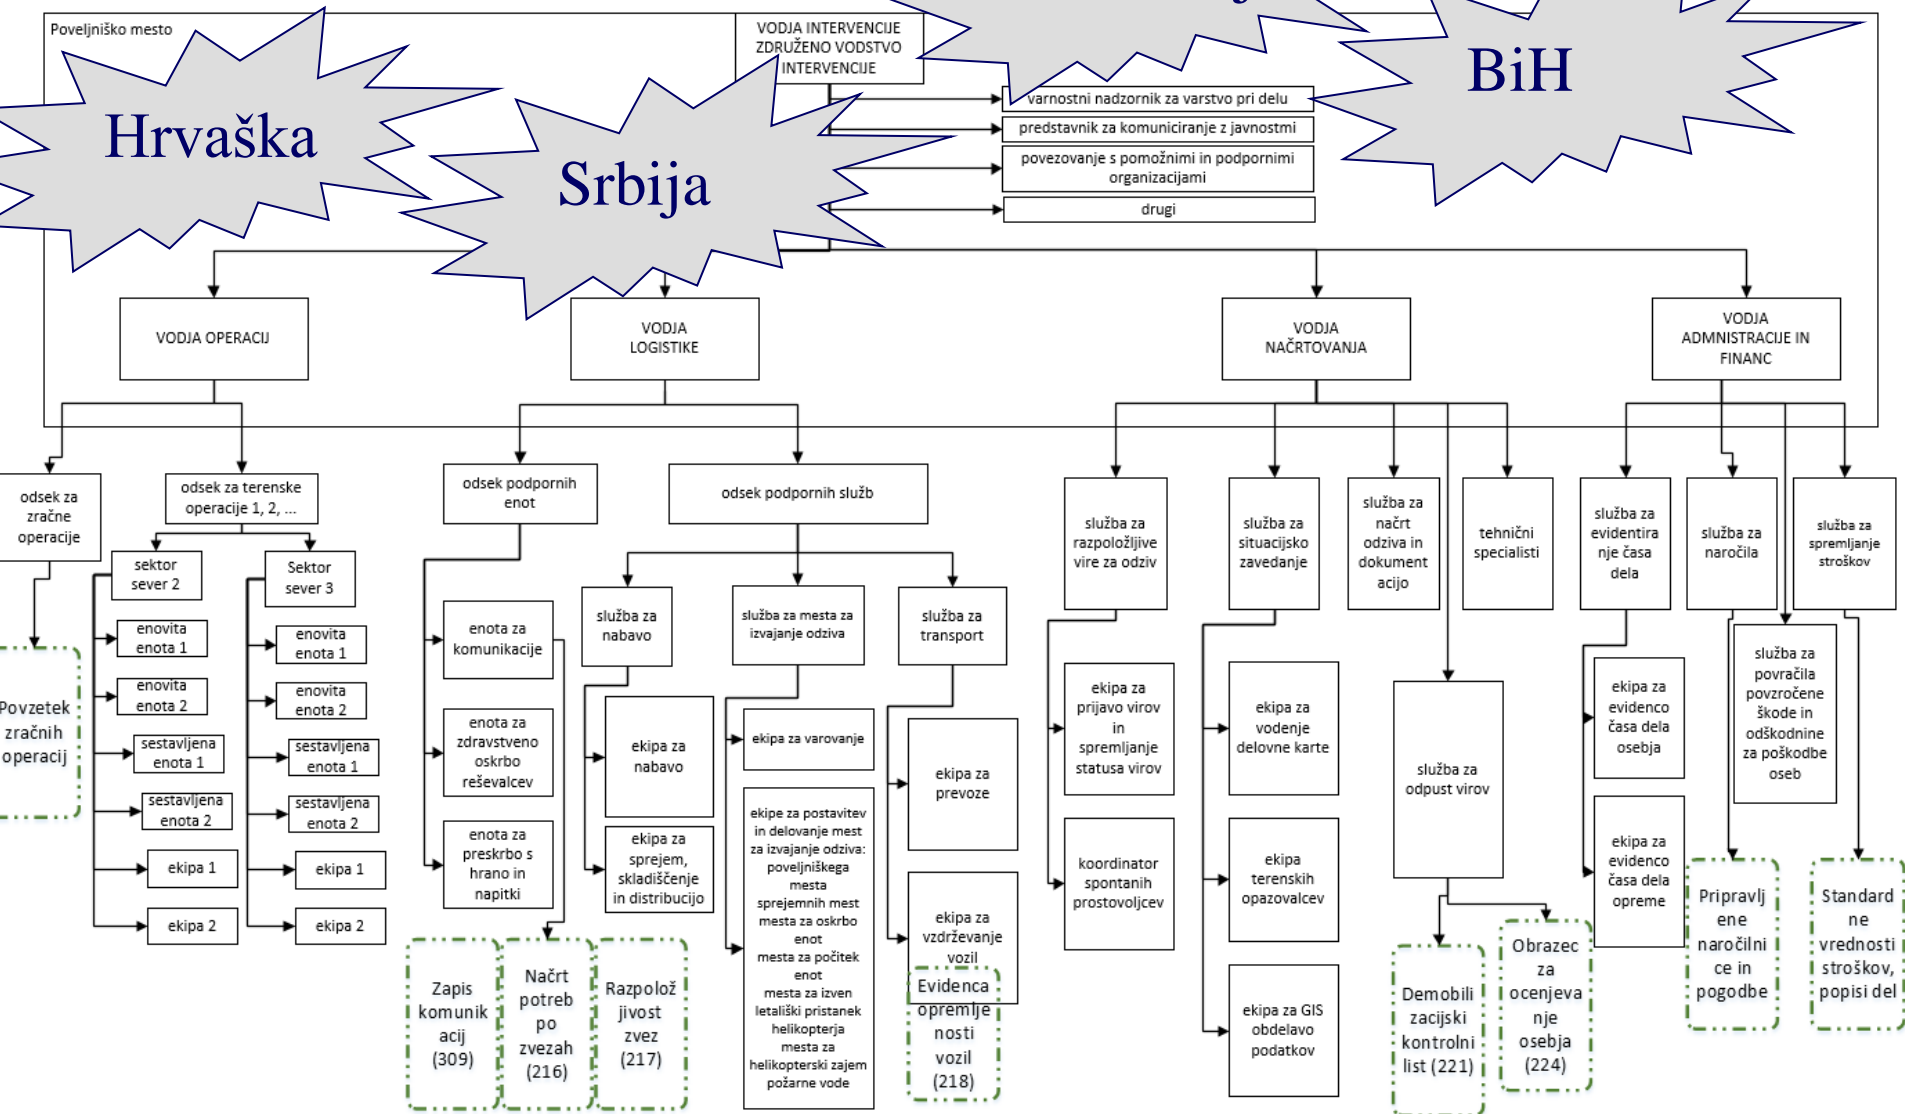 Poveljniško mesto
VODJA INTERVENCIJE
ZDRUŽENO VODSTVO
INTERVENCIJE
BiH
Hrvaška
Srbija
varnostni nadzornik za varstvo pri delu
predstavnik za komuniciranje z javnostmi
povezovanje s pomožnimi in podpornimi
organizacijami
drugi
VODJA OPERACIJ
VODJA
LOGISTIKE
VODJA
NAČRTOVANJA
VODJA
ADMNISTRACIJE IN
FINANC
odsek za
zračne
operacije
odsek za terenske
operacije 1, 2, ...
sektor
sever 2
Sektor
sever 3
enovita
enota 1
enovita
enota 2
sestavljena
enota 1
sestavljena
enota 2
ekipa 1
ekipa 2
enovita
enota 1
enovita
enota 2
sestavljena
enota 1
sestavljena
enota 2
ekipa 1
ekipa 2
Povzetek
zračnih
operacij
odsek podpornih
enot
enota za
komunikacije
enota za
zdravstveno
oskrbo
reševalcev
enota za
preskrbo s
hrano in
napitki
odsek podpornih služb
služba za
nabavo
ekipa za
nabavo
ekipa za
sprejem,
skladiščenje
in distribucijo
služba za mesta za
izvajanje odziva
ekipa za varovanje
ekipe za postavitev
in delovanje mest
za izvajanje odziva:
poveljniškega
mesta
sprejemnih mest
mesta za oskrbo
enot
mesta za počitek
enot
mesta za izven
letališki pristanek
helikopterja
mesta za
helikopterski zajem
požarne vode
služba za
transport
ekipa za
prevoze
ekipa za
vzdrževanje
vozil
Zapis
komunik
acij
(309)
Načrt
potreb
po
zvezah
(216)
Razpolož
jivost
zvez
(217)
Evidenca
opremlje
nosti
vozil
(218)
služba za
razpoložljive
vire za odziv
ekipa za
prijavo virov
in
spremljanje
statusa virov
koordinator
spontanih
prostovoljcev
služba za
situacijsko
zavedanje
ekipa za
vodenje
delovne karte
ekipa
terenskih
opazovalcev
ekipa za GIS
obdelavo
podatkov
služba za
načrt
odziva in
dokument
acijo
tehnični
specialisti
služba za
odpust virov
Demobili
zacijski
kontrolni
list (221)
Obrazec
za
ocenjeva
nje
osebja
(224)
služba za
evidentira
nje časa
dela
ekipa za
evidenco
časa dela
osebja
ekipa za
evidenco
časa dela
opreme
služba za
naročila
služba za
povračila
povzročene
škode in
odškodnine
za poškodbe
oseb
služba za
spremljanje
stroškov
Pripravlj
ene
naročilni
ce in
pogodbe
Standard
ne
vrednosti
stroškov,
popisi del